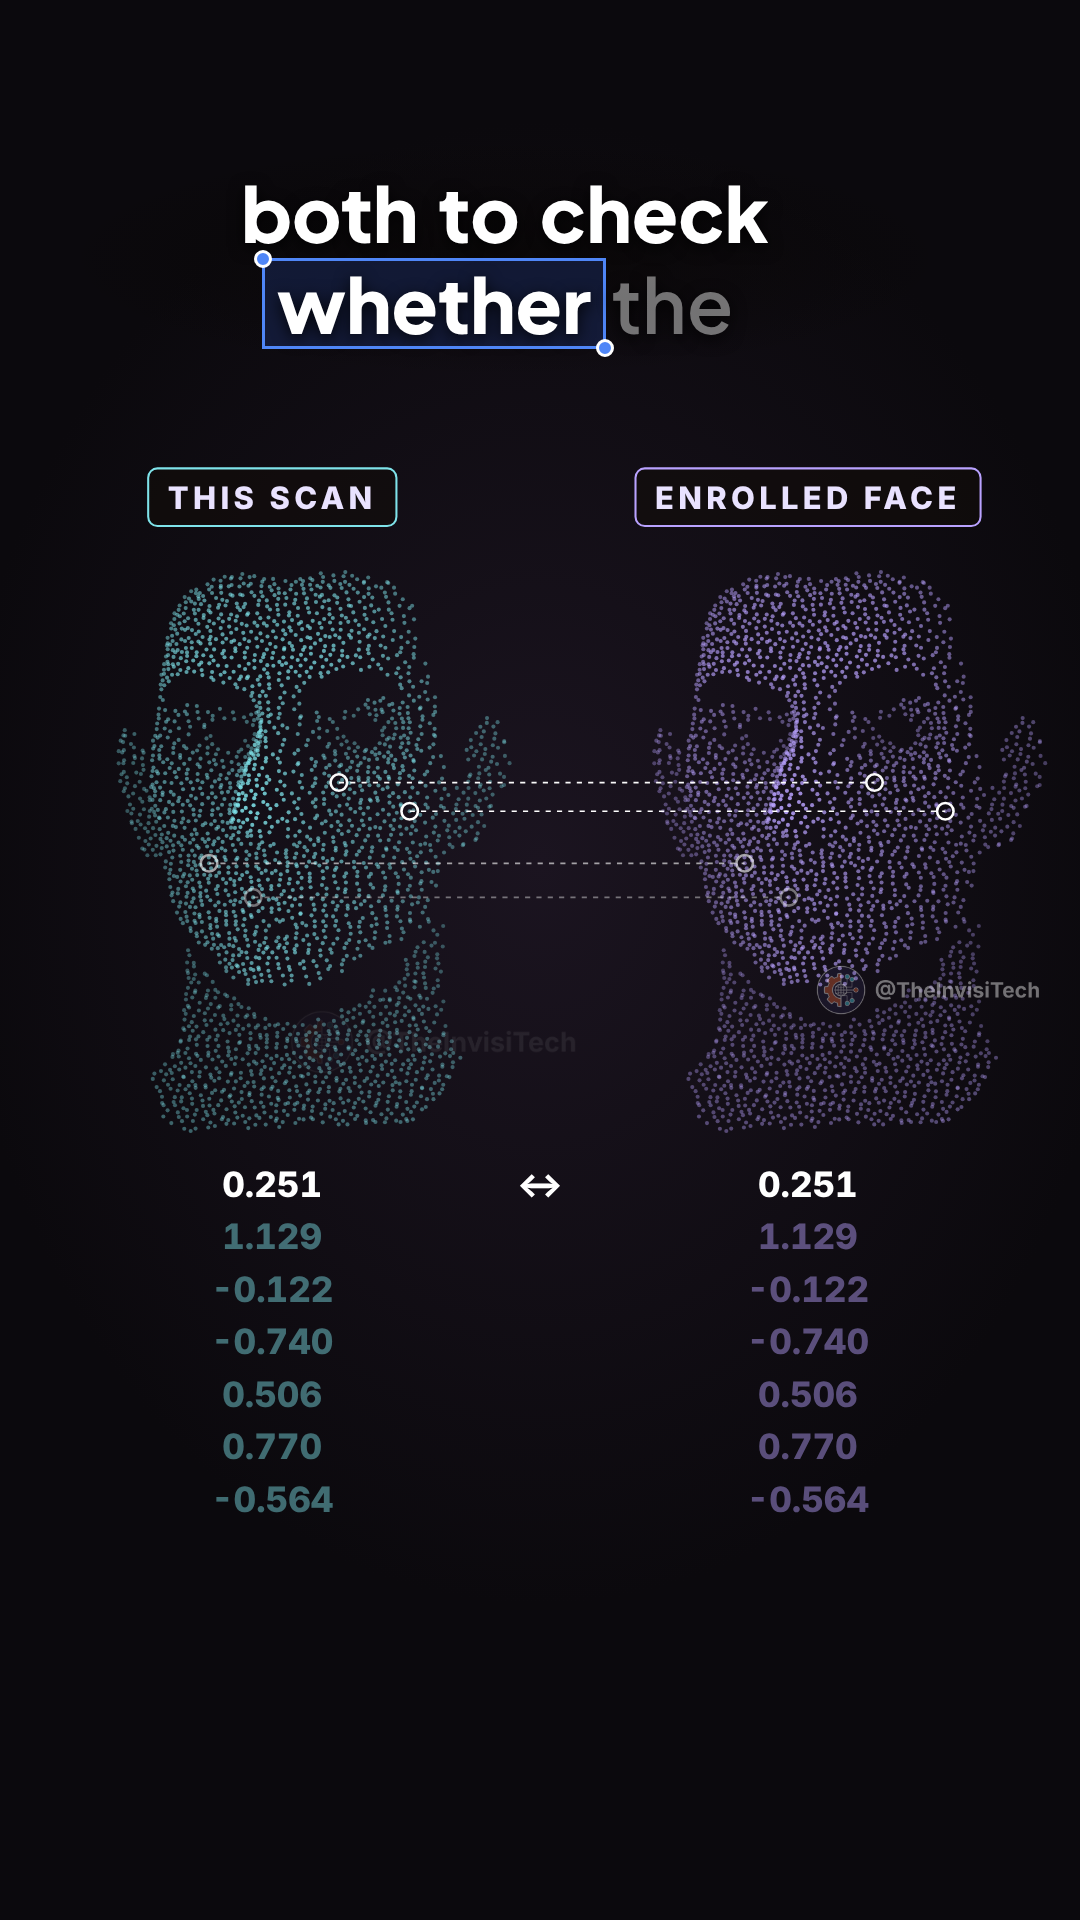 both to check
whether the
THIS SCAN
ENROLLED FACE
@TheInvisiTech
@TheInvisiTech
0.251 ↔ 0.251
1.129 1.129
-0.122 -0.122
-0.740 -0.740
0.506 0.506
0.770 0.770
-0.564 -0.564